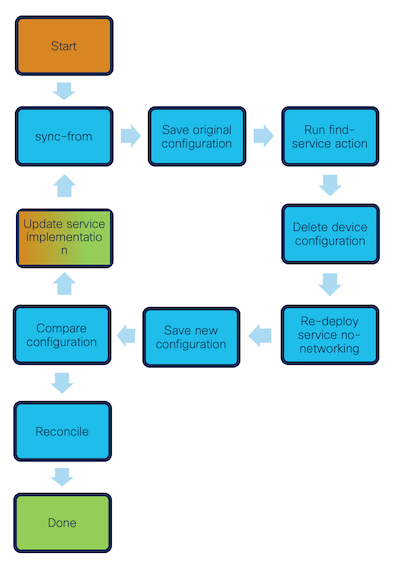 Start
sync-from
Save original
configuration
Run find-
service action
Update service
implementatio
n
Delete device
configuration
Compare
configuration
Save new
configuration
Re-deploy
service no-
networking
Reconcile
Done